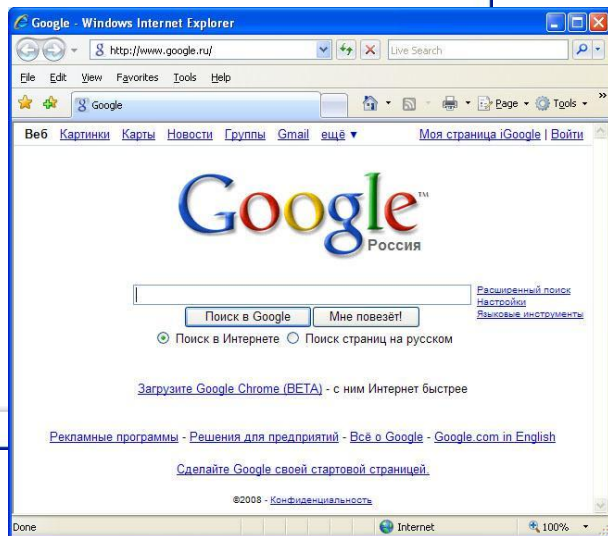 Google - Windows Internet Explorer
http://www.google.ru/ Live Search
File Edit View Favorites Tools Help
Google Page Tools »
Веб Картинки Карты Новости Группы Gmail ещё ▼ Моя страница iGoogle | Войти
Google™
Россия
Расширенный поиск
Настройки
Языковые инструменты
Поиск в Google Мне повезёт!
Поиск в Интернете Поиск страниц на русском
Загрузите Google Chrome (BETA) - с ним Интернет быстрее
Рекламные программы - Решения для предприятий - Всё о Google - Google.com in English
Сделайте Google своей стартовой страницей.
©2008 - Конфиденциальность
Done Internet 100%